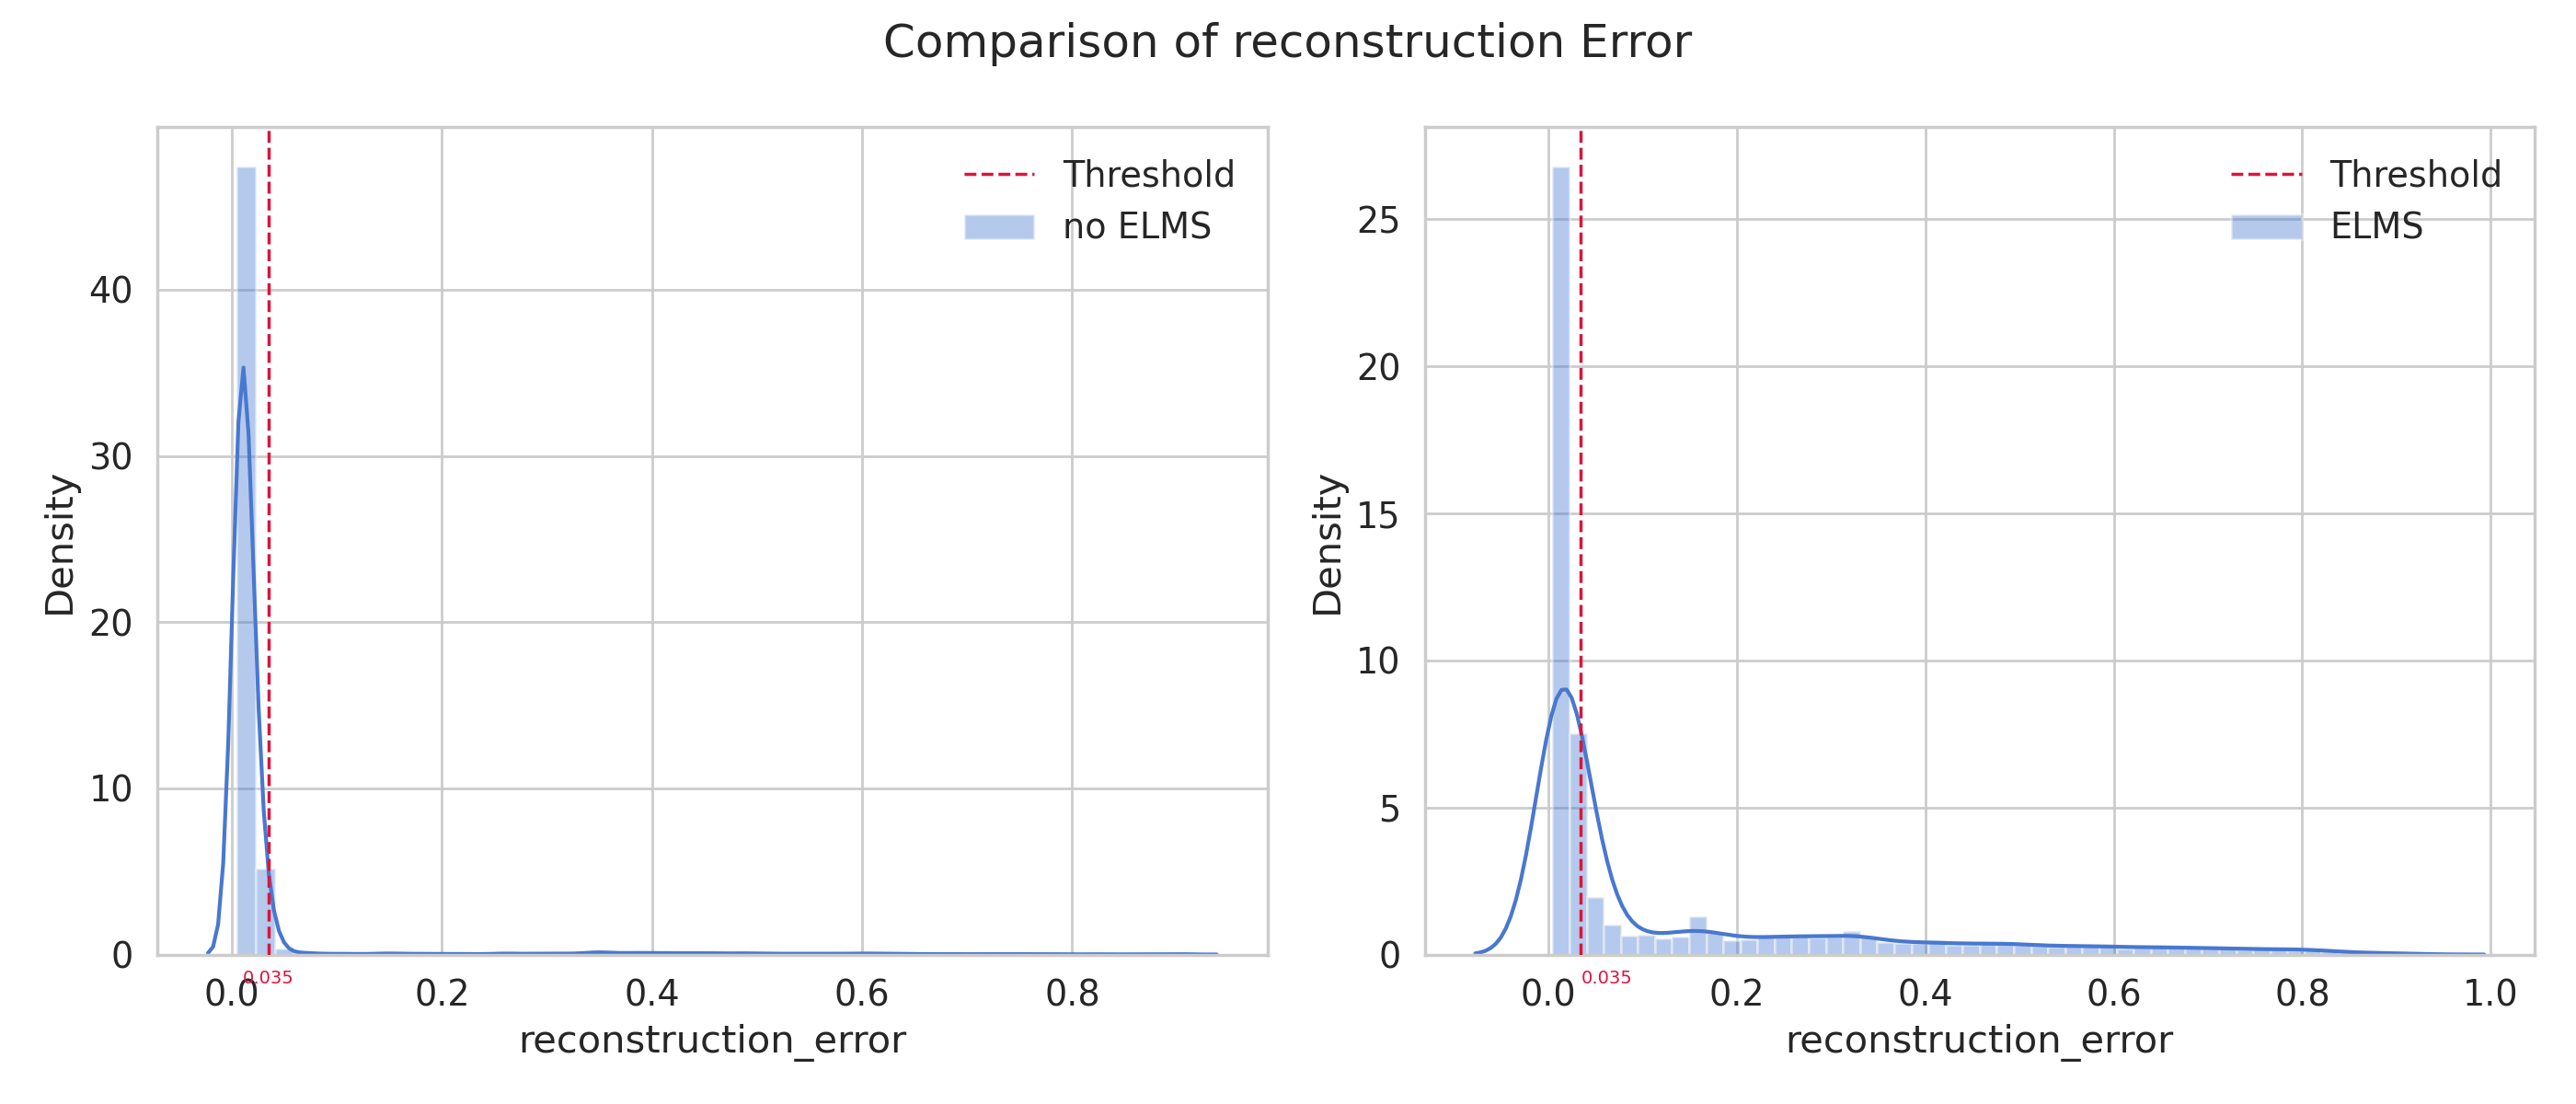 Comparison of reconstruction Error
Threshold
no ELMS
Density
40
30
20
10
0
0.035
0.0 0.2 0.4 0.6 0.8
reconstruction_error
Threshold
ELMS
Density
25
20
15
10
5
0
0.035
0.0 0.2 0.4 0.6 0.8 1.0
reconstruction_error